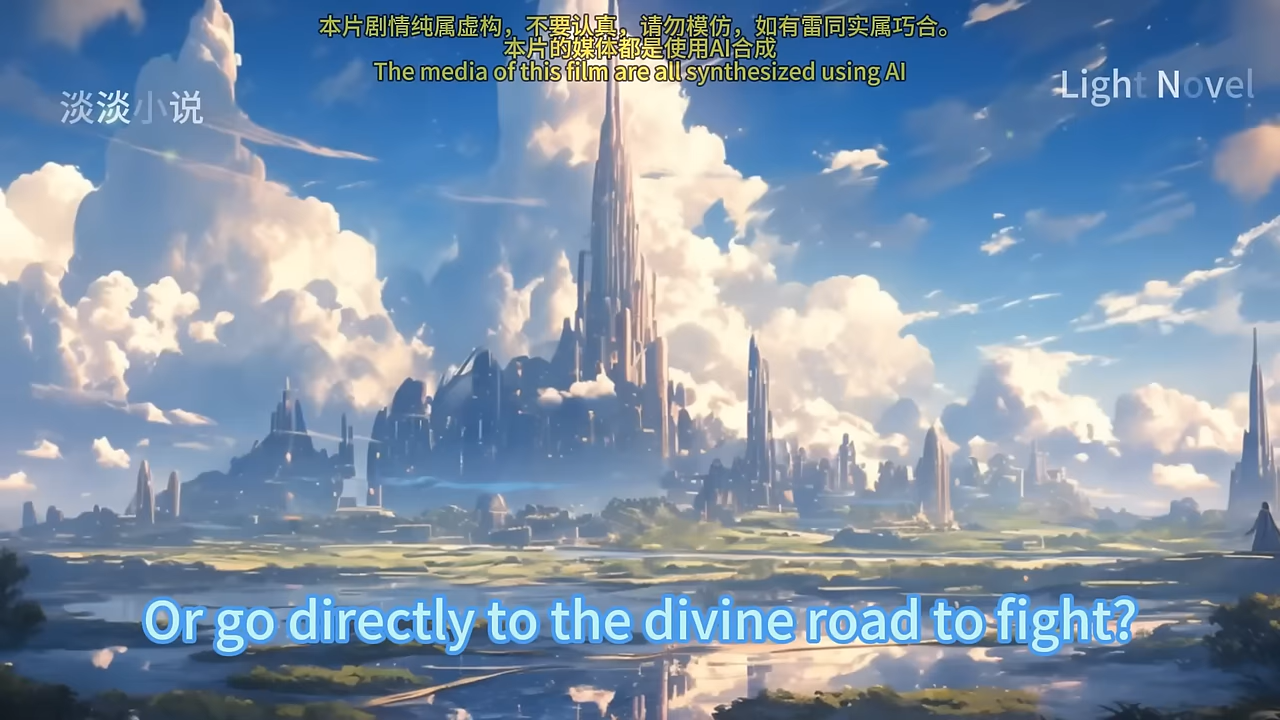 本片剧情纯属虚构，不要认真，请勿模仿，如有雷同实属巧合。
本片的媒体都是使用AI合成
The media of this film are all synthesized using AI
淡淡小说
Light Novel
Or go directly to the divine road to fight?